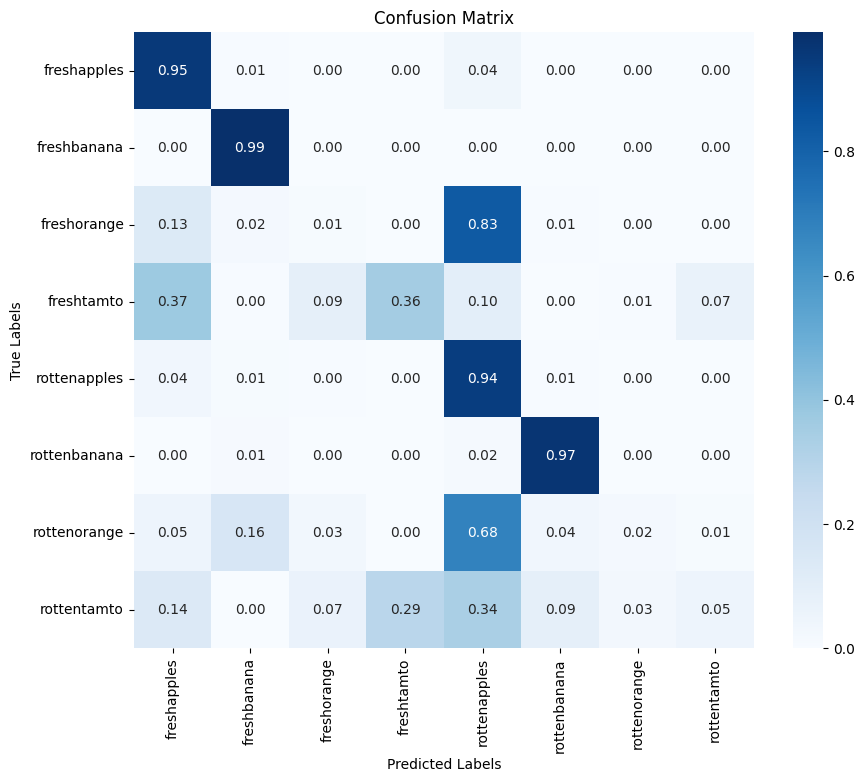 Confusion Matrix
True Labels
freshapples 0.95 0.01 0.00 0.00 0.04 0.00 0.00 0.00
freshbanana 0.00 0.99 0.00 0.00 0.00 0.00 0.00 0.00
freshorange 0.13 0.02 0.01 0.00 0.83 0.01 0.00 0.00
freshtamto 0.37 0.00 0.09 0.36 0.10 0.00 0.01 0.07
rottenapples 0.04 0.01 0.00 0.00 0.94 0.01 0.00 0.00
rottenbanana 0.00 0.01 0.00 0.00 0.02 0.97 0.00 0.00
rottenorange 0.05 0.16 0.03 0.00 0.68 0.04 0.02 0.01
rottentamto 0.14 0.00 0.07 0.29 0.34 0.09 0.03 0.05
freshapples
freshbanana
freshorange
freshtamto
rottenapples
rottenbanana
rottenorange
rottentamto
Predicted Labels
0.8
0.6
0.4
0.2
0.0